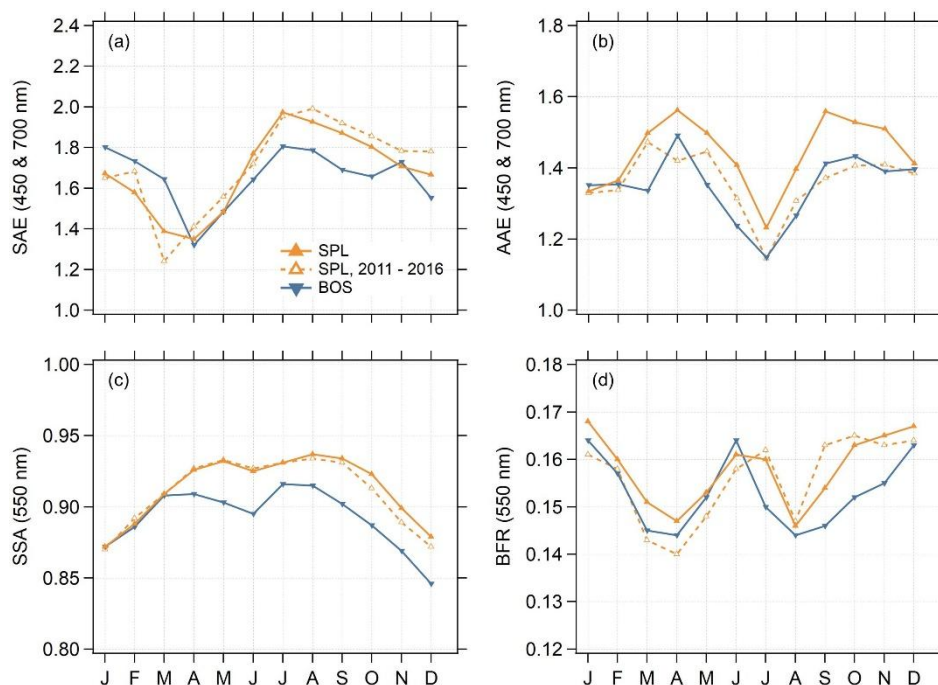 (a)
SAE (450 & 700 nm)
2.4
2.2
2.0
1.8
1.6
1.4
1.2
1.0
SPL
SPL, 2011 - 2016
BOS
(b)
AAE (450 & 700 nm)
1.8
1.6
1.4
1.2
1.0
(c)
SSA (550 nm)
1.00
0.95
0.90
0.85
0.80
J F M A M J J A S O N D
(d)
BFR (550 nm)
0.18
0.17
0.16
0.15
0.14
0.13
0.12
J F M A M J J A S O N D